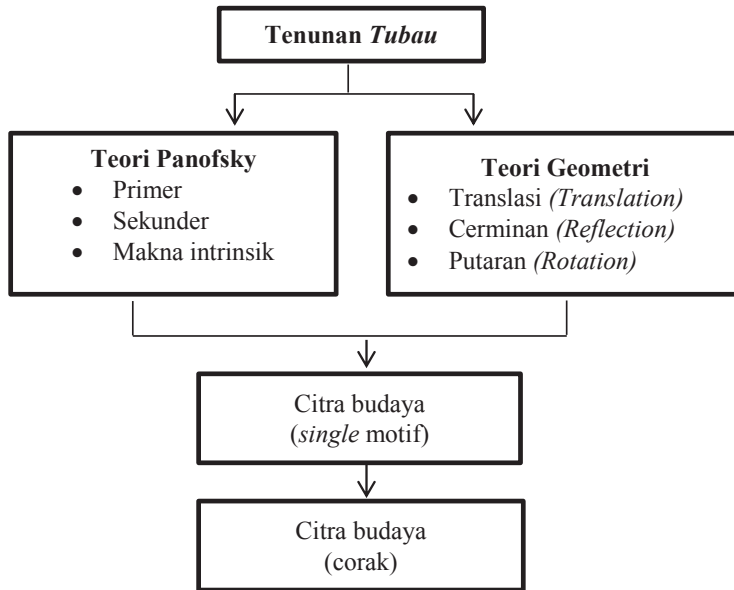 Tenunan Tubau
Teori Panofsky
• Primer
• Sekunder
• Makna intrinsik
Teori Geometri
• Translasi (Translation)
• Cerminan (Reflection)
• Putaran (Rotation)
Citra budaya
(single motif)
Citra budaya
(corak)